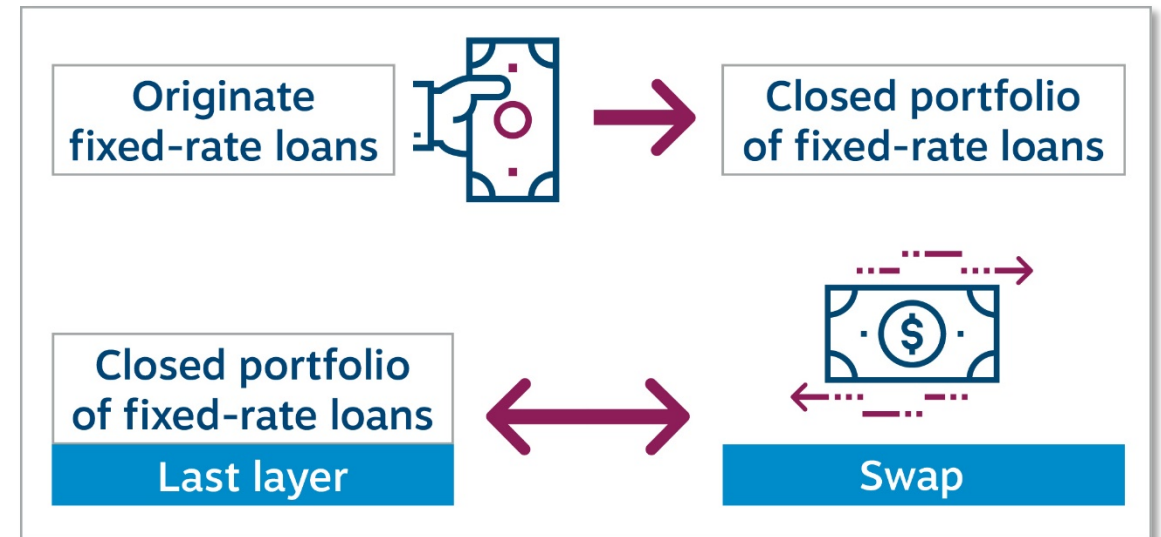 Originate
fixed-rate loans
Closed portfolio
of fixed-rate loans
Closed portfolio
of fixed-rate loans
Last layer
$
Swap